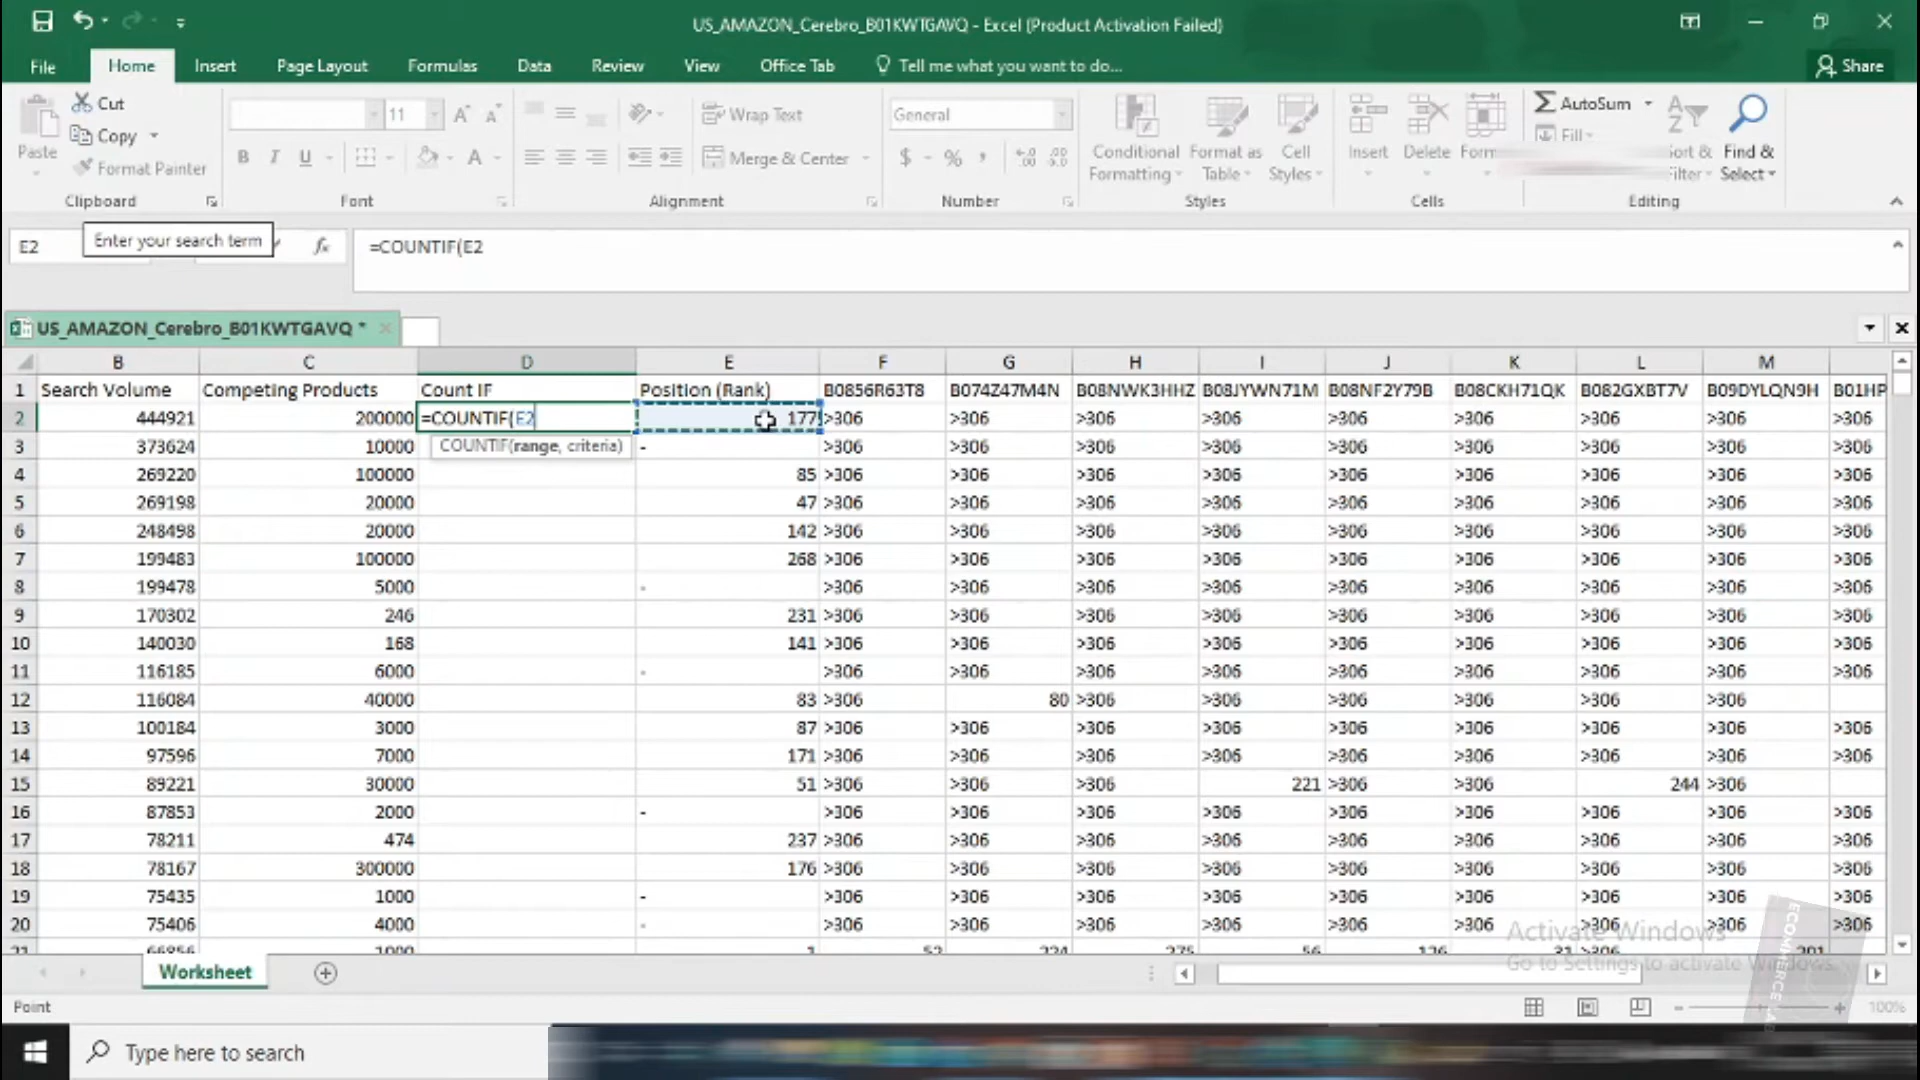 US_AMAZON_Cerebro_B01KWTGAVQ - Excel (Product Activation Failed)
File Home Insert Page Layout Formulas Data Review View Office Tab Tell me what you want to do... Share
Cut
Copy
Format Painter
Paste
11
Wrap Text
Merge & Center
General
Conditional Formatting
Format as Table
Cell Styles
Insert
Delete
AutoSum
Fill
Find & Select
Clipboard Font Alignment Number Styles Cells Editing
E2
Enter your search term
fx
=COUNTIF(E2
US_AMAZON_Cerebro_B01KWTGAVQ *
B C D E F G H I J K L M
1 Search Volume Competing Products Count IF Position (Rank) B0856R63T8 B074Z47M4N B08NWK3HHZ B08JYWN71M B08NF2Y79B B08CKH71QK B082GXBT7V B09DYLQN9H B01HP
2 444921 200000 =COUNTIF(E2 177 >306 >306 >306 >306 >306 >306 >306 >306 >306
COUNTIF(range, criteria)
3 373624 10000 - >306 >306 >306 >306 >306 >306 >306 >306 >306
4 269220 100000 85 >306 >306 >306 >306 >306 >306 >306 >306 >306
5 269198 20000 47 >306 >306 >306 >306 >306 >306 >306 >306 >306
6 248498 20000 142 >306 >306 >306 >306 >306 >306 >306 >306 >306
7 199483 100000 268 >306 >306 >306 >306 >306 >306 >306 >306 >306
8 199478 5000 - >306 >306 >306 >306 >306 >306 >306 >306 >306
9 170302 246 231 >306 >306 >306 >306 >306 >306 >306 >306 >306
10 140030 168 141 >306 >306 >306 >306 >306 >306 >306 >306 >306
11 116185 6000 - >306 >306 >306 >306 >306 >306 >306 >306 >306
12 116084 40000 83 >306 80 >306 >306 >306 >306 >306 >306
13 100184 3000 87 >306 >306 >306 >306 >306 >306 >306 >306 >306
14 97596 7000 171 >306 >306 >306 >306 >306 >306 >306 >306 >306
15 89221 30000 51 >306 >306 >306 221 >306 >306 244 >306
16 87853 2000 - >306 >306 >306 >306 >306 >306 >306 >306 >306
17 78211 474 237 >306 >306 >306 >306 >306 >306 >306 >306 >306
18 78167 300000 176 >306 >306 >306 >306 >306 >306 >306 >306 >306
19 75435 1000 - >306 >306 >306 >306 >306 >306 >306 >306 >306
20 75406 4000 - >306 >306 >306 >306 >306 >306 >306 >306 >306
Activate Windows
Go to Settings to activate Windows.
ECOMMERCE
Worksheet
Point
100%
Type here to search